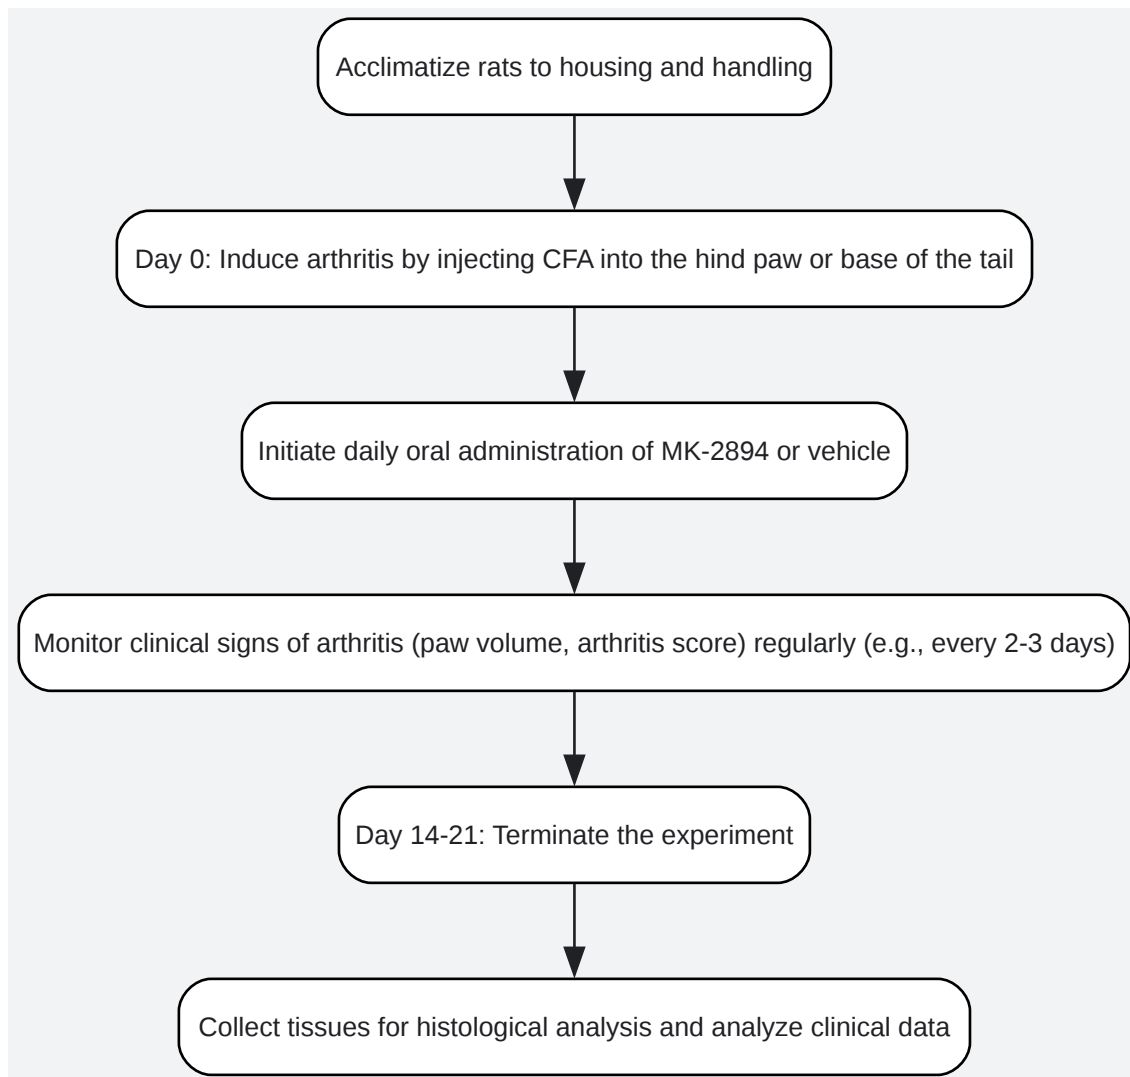 Acclimatize rats to housing and handling
Day 0: Induce arthritis by injecting CFA into the hind paw or base of the tail
Initiate daily oral administration of MK-2894 or vehicle
Monitor clinical signs of arthritis (paw volume, arthritis score) regularly (e.g., every 2-3 days)
Day 14-21: Terminate the experiment
Collect tissues for histological analysis and analyze clinical data